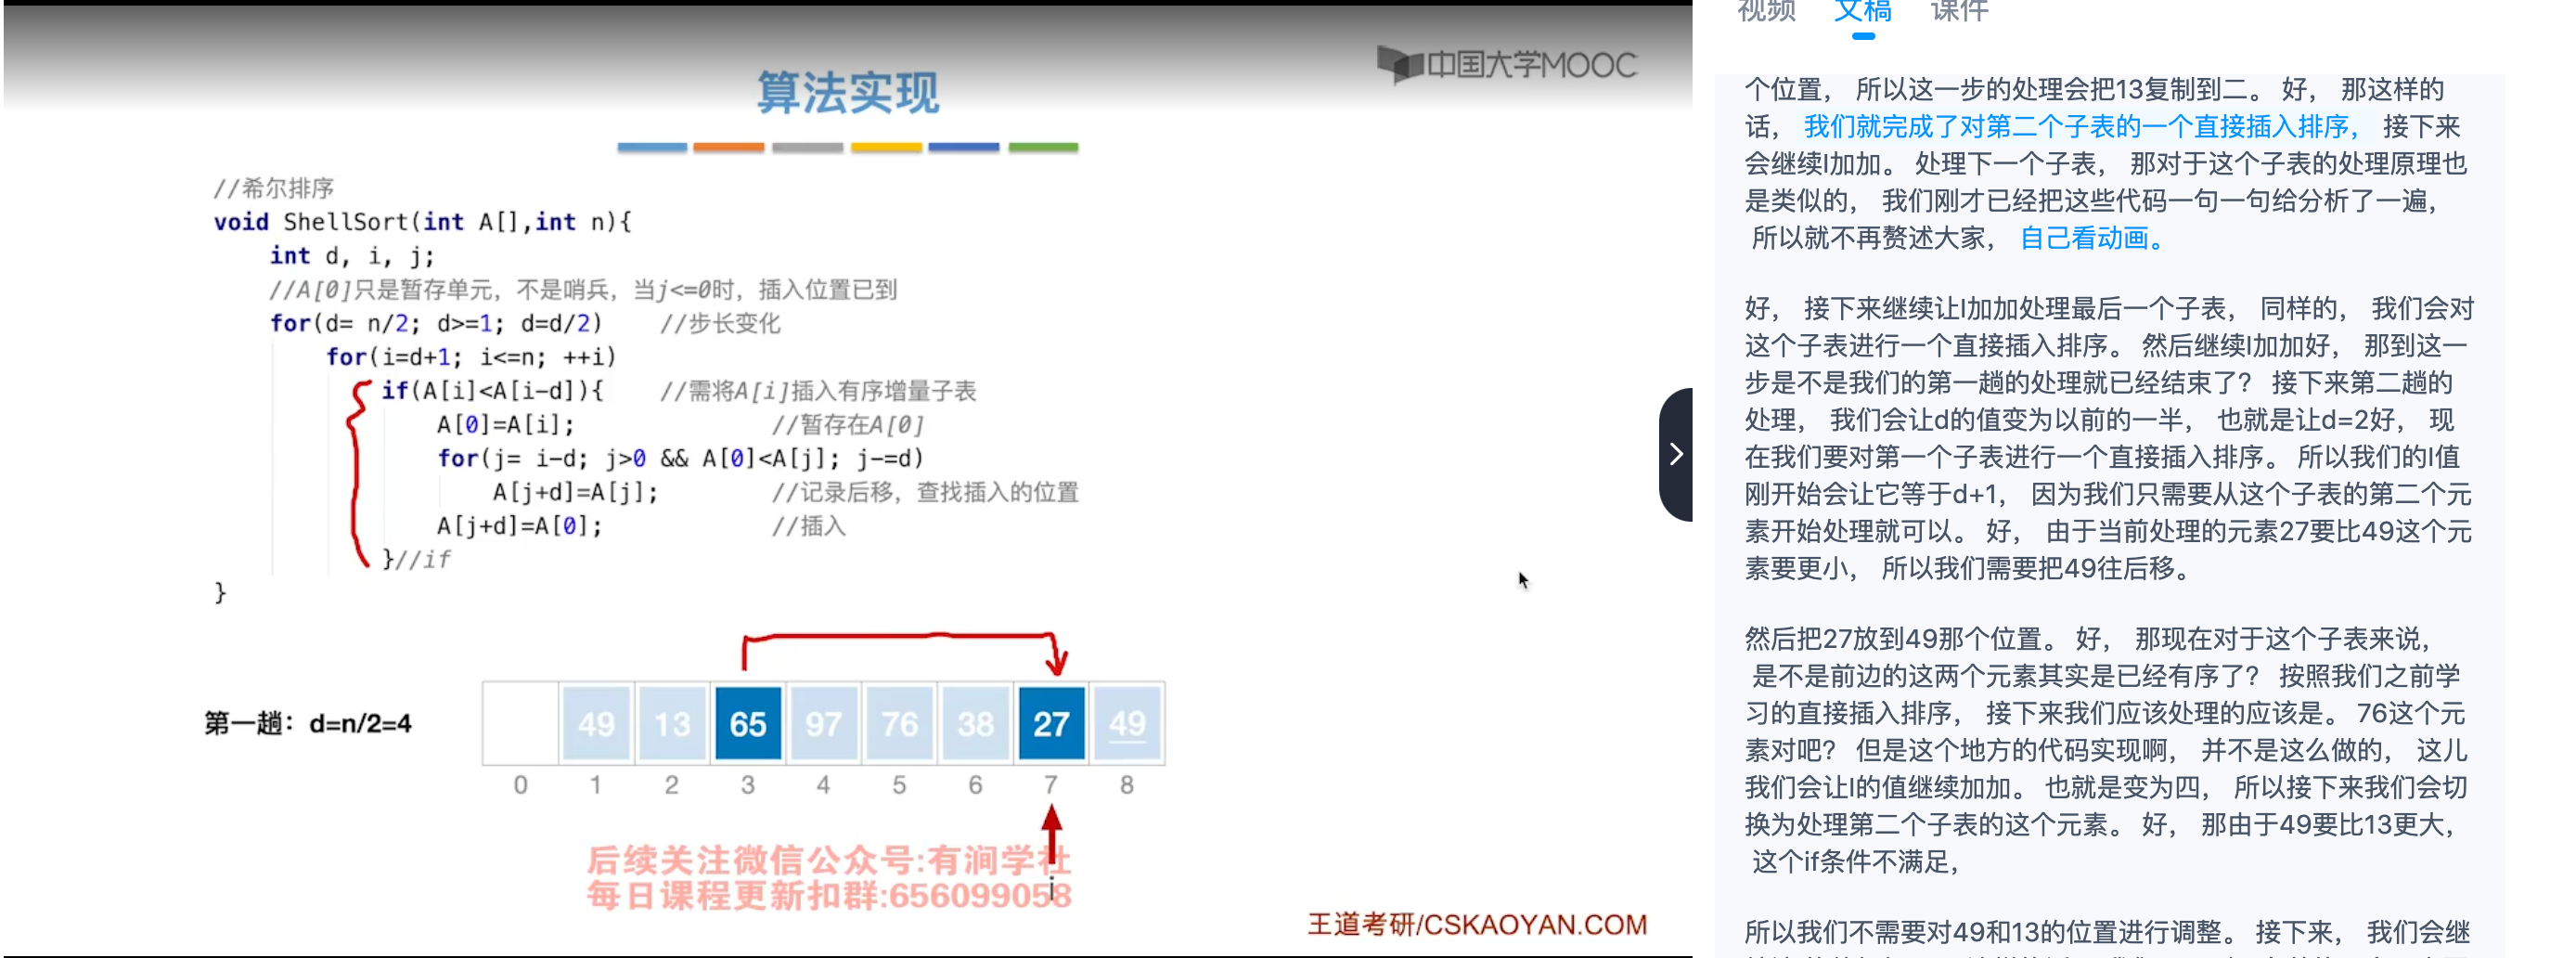 中国大学MOOC
算法实现
//希尔排序
void ShellSort(int A[],int n){
int d, i, j;
//A[0]只是暂存单元，不是哨兵，当j<=0时，插入位置已到
for(d= n/2; d>=1; d=d/2) //步长变化
for(i=d+1; i<=n; ++i)
if(A[i]<A[i-d]){ //需将A[i]插入有序增量子表
A[0]=A[i]; //暂存在A[0]
for(j= i-d; j>0 && A[0]<A[j]; j-=d)
A[j+d]=A[j]; //记录后移，查找插入的位置
A[j+d]=A[0]; //插入
}//if
}
第一趟：d=n/2=4
49 13 65 97 76 38 27 49
0 1 2 3 4 5 6 7 8
i
后续关注微信公众号:有涧学社
每日课程更新扣群:656099058
王道考研/CSKAOYAN.COM
视频 文稿 课件
个位置， 所以这一步的处理会把13复制到二。 好， 那这样的
话， 我们就完成了对第二个子表的一个直接插入排序， 接下来
会继续I加加。 处理下一个子表， 那对于这个子表的处理原理也
是类似的， 我们刚才已经把这些代码一句一句给分析了一遍，
所以就不再赘述大家， 自己看动画。
好， 接下来继续让I加加处理最后一个子表， 同样的， 我们会对
这个子表进行一个直接插入排序。 然后继续I加加好， 那到这一
步是不是我们的第一趟的处理就已经结束了？ 接下来第二趟的
处理， 我们会让d的值变为以前的一半， 也就是让d=2好， 现
在我们要对第一个子表进行一个直接插入排序。 所以我们的I值
刚开始会让它等于d+1， 因为我们只需要从这个子表的第二个元
素开始处理就可以。 好， 由于当前处理的元素27要比49这个元
素要更小， 所以我们需要把49往后移。
然后把27放到49那个位置。 好， 那现在对于这个子表来说，
是不是前边的这两个元素其实是已经有序了？ 按照我们之前学
习的直接插入排序， 接下来我们应该处理的应该是。 76这个元
素对吧？ 但是这个地方的代码实现啊， 并不是这么做的， 这儿
我们会让I的值继续加加。 也就是变为四， 所以接下来我们会切
换为处理第二个子表的这个元素。 好， 那由于49要比13更大，
这个if条件不满足，
所以我们不需要对49和13的位置进行调整。 接下来， 我们会继